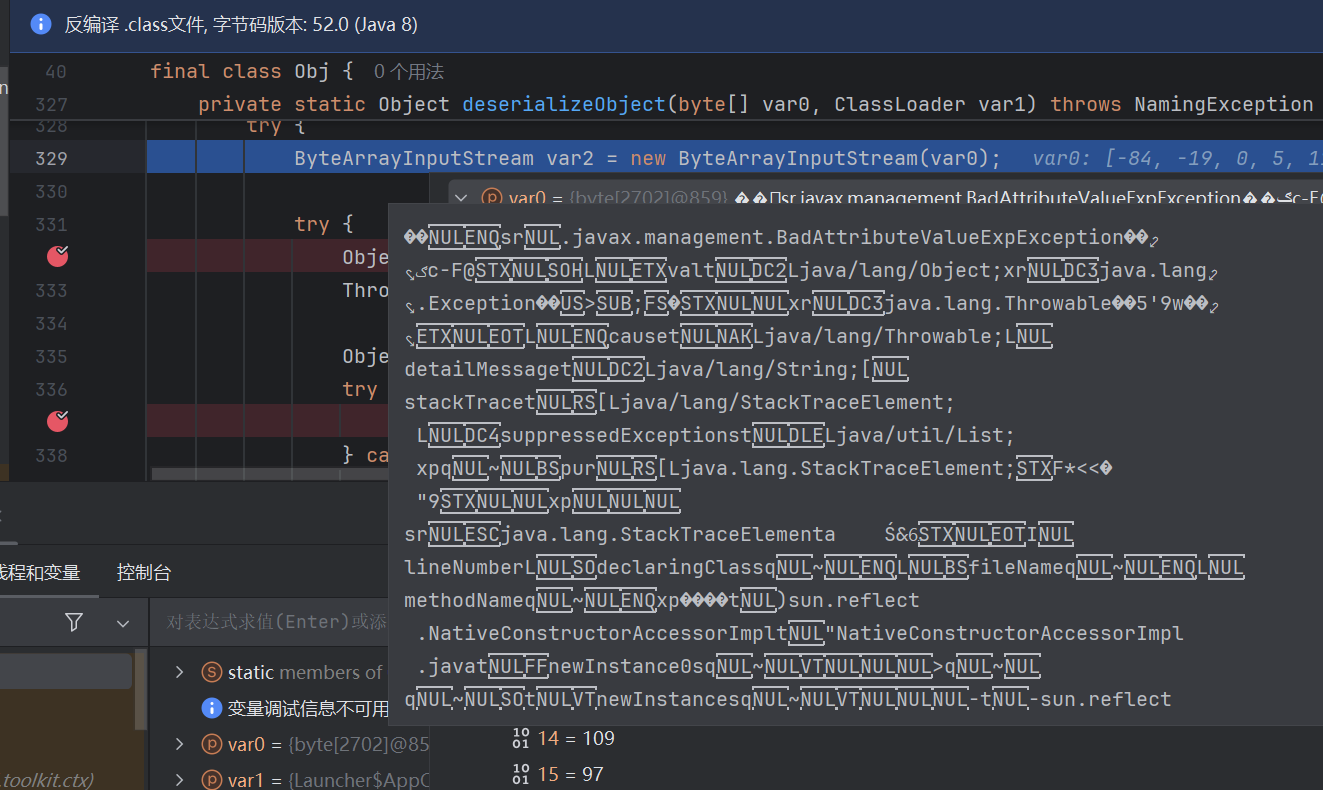 反编译 .class文件, 字节码版本: 52.0 (Java 8)
40 final class Obj { 0 个用法
327 private static Object deserializeObject(byte[] var0, ClassLoader var1) throws NamingException
328 try {
329 ByteArrayInputStream var2 = new ByteArrayInputStream(var0); var0: [-84, -19, 0, 5, 1
330
var0 = {byte[2702]@859} ��sr javax.management.BadAttributeValueExpException��
331 try {
Obje
333 Thro
334
335 Obje
336 try
338 } ca
��NULENQsrNUL.javax.management.BadAttributeValueExpException��
c-F@STXNULSOHLNULETXvaltNULDC2Ljava/lang/Object;xrNULDC3java.lang
.Exception��US>SUB;FS�STXNULNULxrNULDC3java.lang.Throwable��5'9w��
ETXNULEOTLNULENQcausetNULNAKLjava/lang/Throwable;LNUL
detailMessagetNULDC2Ljava/lang/String;[NUL
stackTracetNULRS[Ljava/lang/StackTraceElement;
LNULDC4suppressedExceptionstNULDLELjava/util/List;
xpqNUL~NULBSpurNULRS[Ljava.lang.StackTraceElement;STXF*<<�
"9STXNULNULxpNULNULNUL
srNULESCjava.lang.StackTraceElementa Ś&6STXNULEOTINUL
lineNumberLNULSOdeclaringClassqNUL~NULENQLNULBSfileNameqNUL~NULENQLNUL
methodNameqNUL~NULENQxp����tNUL)sun.reflect
.NativeConstructorAccessorImpltNUL"NativeConstructorAccessorImpl
.javatNULFFnewInstance0sqNUL~NULVTNULNULNUL>qNUL~NUL
qNUL~NULSOtNULVTnewInstancesqNUL~NULVTNULNULNUL-tNUL-sun.reflect
线程和变量 控制台
对表达式求值(Enter)或添
static members of
变量调试信息不可用
var0 = {byte[2702]@85
var1 = {Launcher$AppC
14 = 109
15 = 97
.toolkit.ctx)